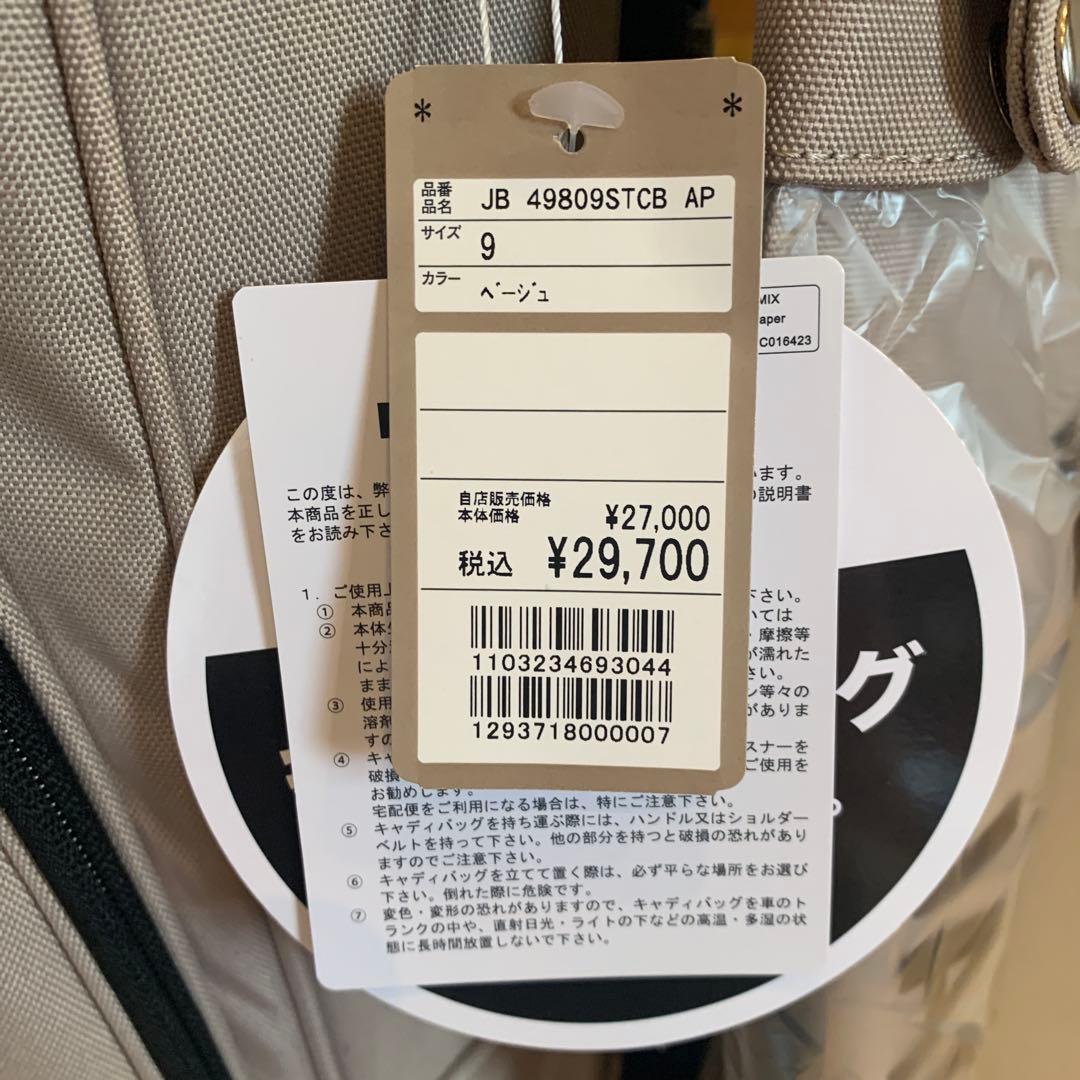 * *
品番
品名 JB 49809STCB AP
サイズ 9
カラー ベージュ
自店販売価格
本体価格 ¥27,000
税込 ¥29,700
1103234693044
1293718000007
MIX
aper
C016423
この度は、弊 います。
本商品を正し 説明書
をお読み下さ
1. ご使用上 下さい。
① 本商品 いては
② 本体 ・摩擦等
十分 が濡れた
によ さい。
まま ン等々の
③ 使用 がありま
溶剤
すの
④ キャ スナーを
破損 ご使用を
お勧めします。
宅配便をご利用になる場合は、特にご注意下さい。
⑤ キャディバッグを持ち運ぶ際には、ハンドル又はショルダー
ベルトを持って下さい。他の部分を持つと破損の恐れがあり
ますのでご注意下さい。
⑥ キャディバッグを立てて置く際は、必ず平らな場所をお選び
下さい。倒れた際に危険です。
⑦ 変色・変形の恐れがありますので、キャディバッグを車のト
ランクの中や、直射日光・ライトの下などの高温・多湿の状
態に長時間放置しないで下さい。
グ
。